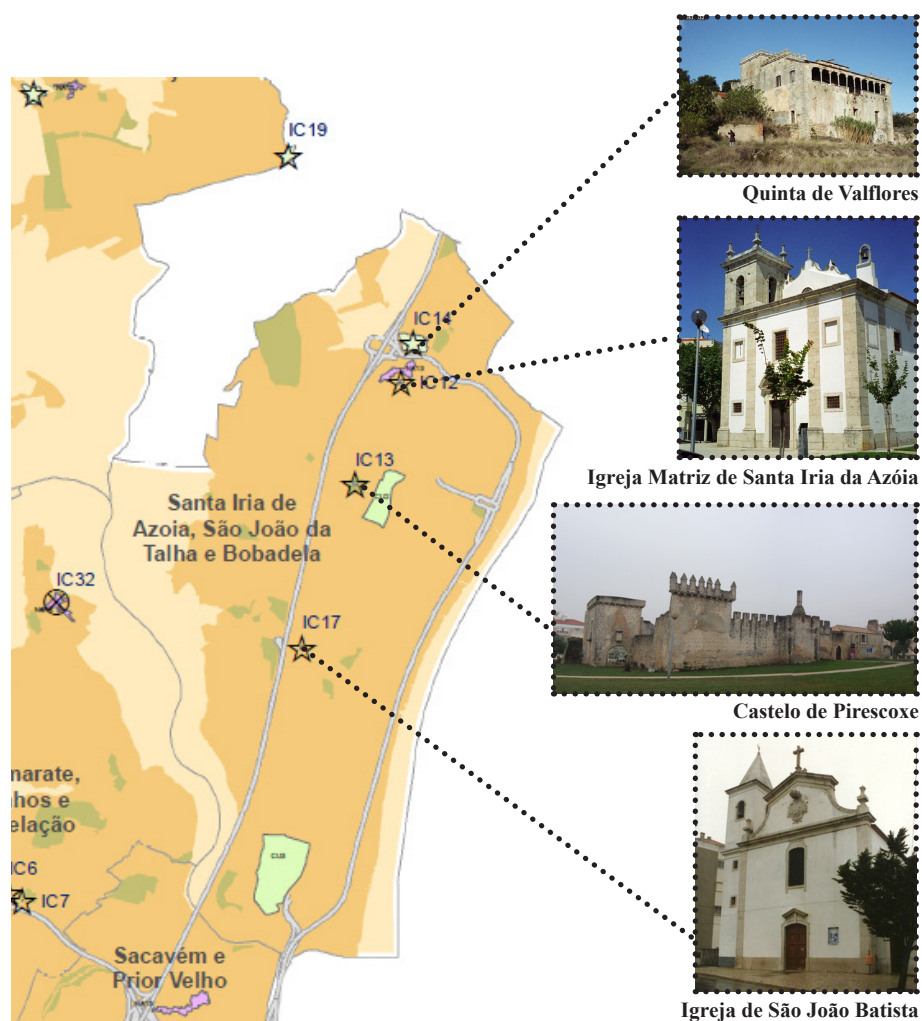 IC19
Quinta de Valflores
IC14
IC12
Igreja Matriz de Santa Iria da Azóia
IC13
Santa Iria de
Azoia, São João da
Talha e Bobadela
IC32
IC17
Castelo de Pirescoxe
marate,
nhos e
elação
IC6
IC7
Sacavém e
Prior Velho
Igreja de São João Batista